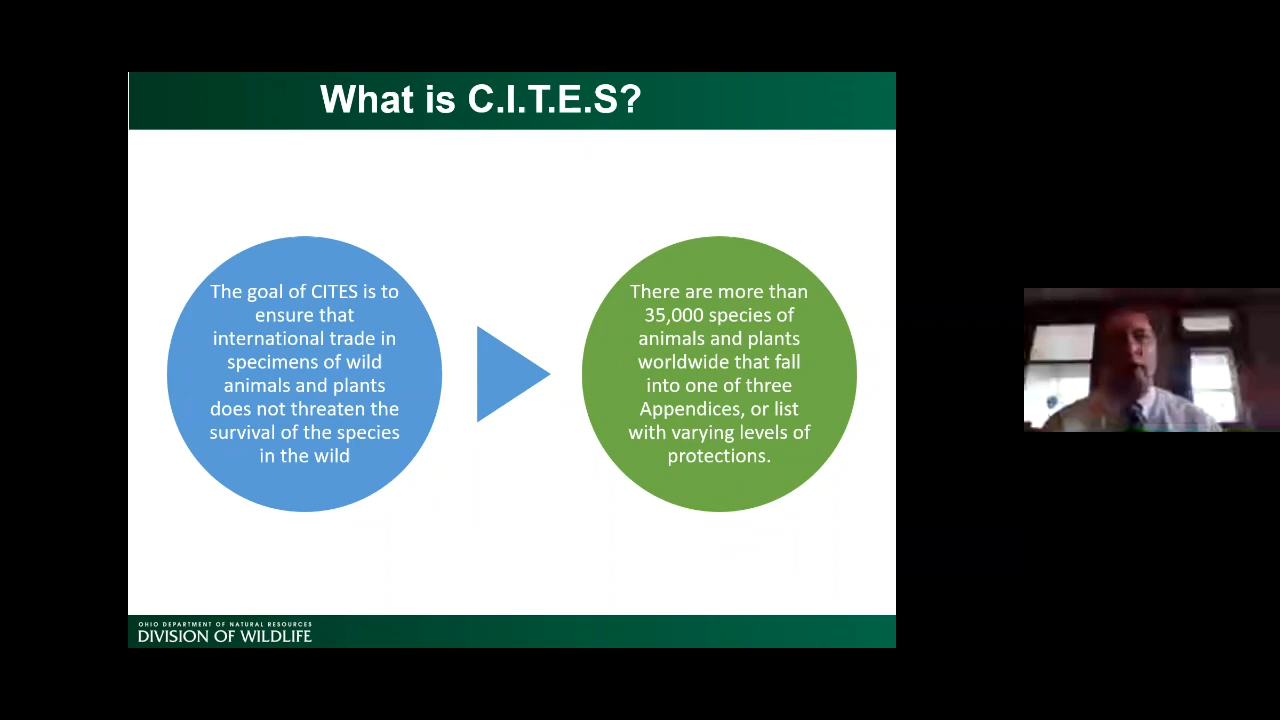 What is C.I.T.E.S?
The goal of CITES is to
ensure that
international trade in
specimens of wild
animals and plants
does not threaten the
survival of the species
in the wild
There are more than
35,000 species of
animals and plants
worldwide that fall
into one of three
Appendices, or list
with varying levels of
protections.
OHIO DEPARTMENT OF NATURAL RESOURCES
DIVISION OF WILDLIFE